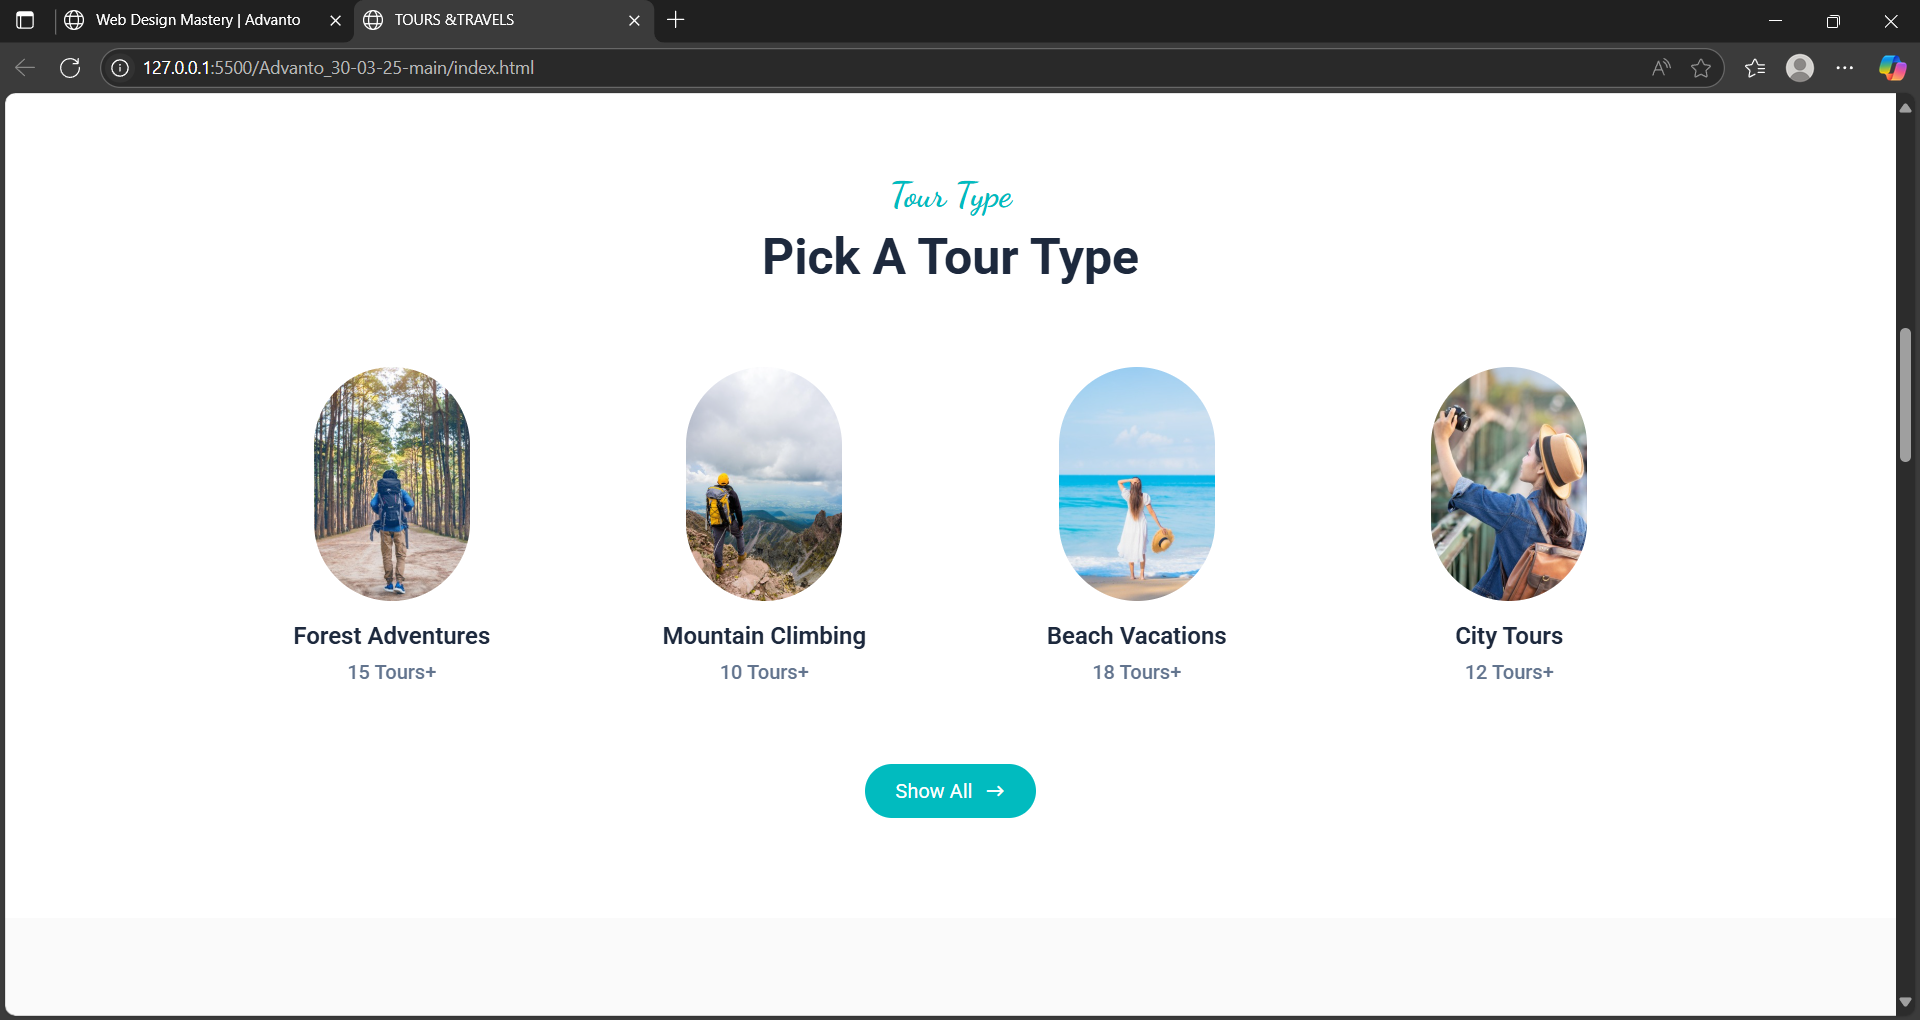 Web Design Mastery | Advanto
TOURS &TRAVELS
127.0.0.1:5500/Advanto_30-03-25-main/index.html
Tour Type
Pick A Tour Type
Forest Adventures
15 Tours+
Mountain Climbing
10 Tours+
Beach Vacations
18 Tours+
City Tours
12 Tours+
Show All →